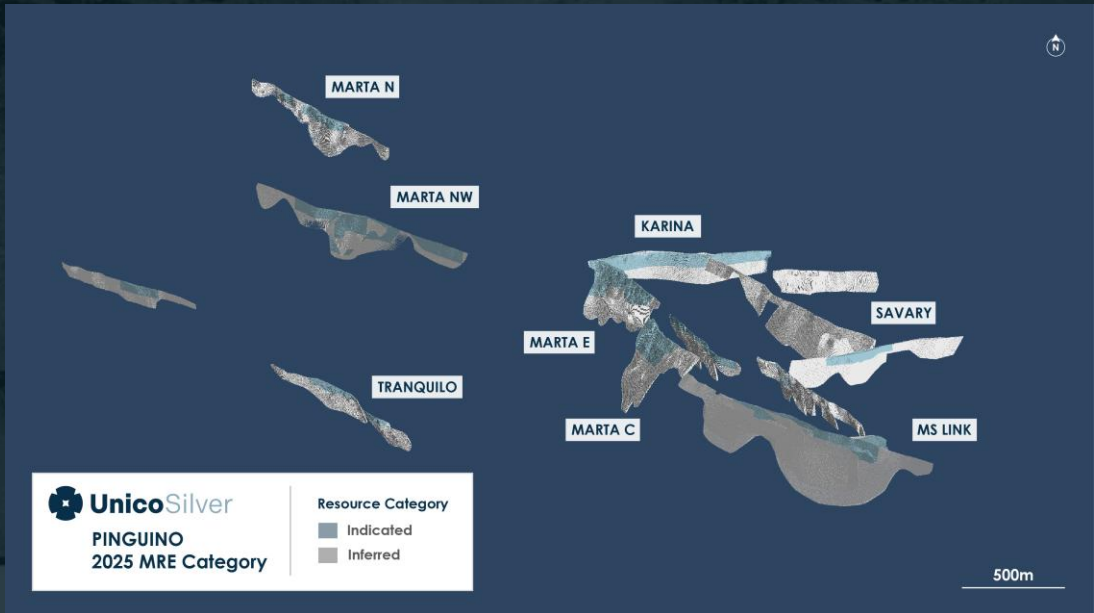 N
MARTA N
MARTA NW
KARINA
SAVARY
MARTA E
TRANQUILO
MARTA C
MS LINK
UnicoSilver
PINGUINO
2025 MRE Category
Resource Category
Indicated
Inferred
500m